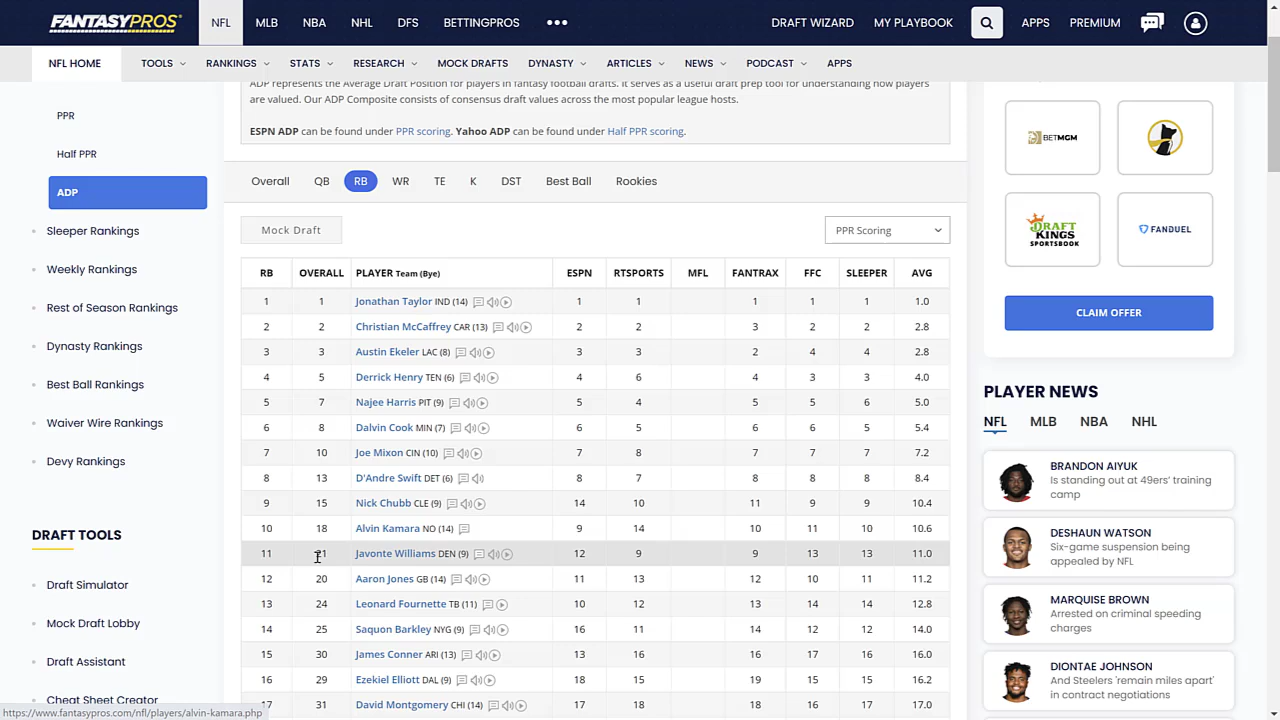 FANTASYPROS
NFL MLB NBA NHL DFS BETTINGPROS ••• DRAFT WIZARD MY PLAYBOOK APPS PREMIUM
NFL HOME TOOLS RANKINGS STATS RESEARCH MOCK DRAFTS DYNASTY ARTICLES NEWS PODCAST APPS
PPR
Half PPR
ADP
Sleeper Rankings
Weekly Rankings
Rest of Season Rankings
Dynasty Rankings
Best Ball Rankings
Waiver Wire Rankings
Devy Rankings
DRAFT TOOLS
Draft Simulator
Mock Draft Lobby
Draft Assistant
Cheat Sheet Creator
https://www.fantasypros.com/nfl/players/alvin-kamara.php
ADP represents the Average Draft Position for players in fantasy football drafts. It serves as a useful draft prep tool for understanding how players
are valued. Our ADP Composite consists of consensus draft values across the most popular league hosts.
ESPN ADP can be found under PPR scoring. Yahoo ADP can be found under Half PPR scoring.
Overall QB RB WR TE K DST Best Ball Rookies
Mock Draft PPR Scoring
RB OVERALL PLAYER Team (Bye) ESPN RTSPORTS MFL FANTRAX FFC SLEEPER AVG
1 1 Jonathan Taylor IND (14) 1 1 1 1 1 1.0
2 2 Christian McCaffrey CAR (13) 2 2 3 2 2 2.8
3 3 Austin Ekeler LAC (8) 3 3 2 4 4 2.8
4 5 Derrick Henry TEN (6) 4 6 4 3 3 4.0
5 7 Najee Harris PIT (9) 5 4 5 5 6 5.0
6 8 Dalvin Cook MIN (7) 6 5 6 6 5 5.4
7 10 Joe Mixon CIN (10) 7 8 7 7 7 7.2
8 13 D'Andre Swift DET (6) 8 7 8 8 8 8.4
9 15 Nick Chubb CLE (9) 14 10 11 9 9 10.4
10 18 Alvin Kamara NO (14) 9 14 10 11 10 10.6
11 Javonte Williams DEN (9) 12 9 9 13 13 11.0
12 20 Aaron Jones GB (14) 11 13 12 10 11 11.2
13 24 Leonard Fournette TB (11) 10 12 13 14 14 12.8
14 25 Saquon Barkley NYG (9) 16 11 14 12 12 14.0
15 30 James Conner ARI (13) 13 16 16 17 16 16.0
16 30 Ezekiel Elliott DAL (9) 18 15 15 15 15 16.2
17 31 David Montgomery CHI (14) 17 18 17.0
BETMGM
DRAFT KINGS SPORTSBOOK
FANDUEL
CLAIM OFFER
PLAYER NEWS
NFL MLB NBA NHL
BRANDON AIYUK
Is standing out at 49ers' training
camp
DESHAUN WATSON
Six-game suspension being
appealed by NFL
MARQUISE BROWN
Arrested on criminal speeding
charges
DIONTAE JOHNSON
And Steelers 'remain miles apart'
in contract negotiations